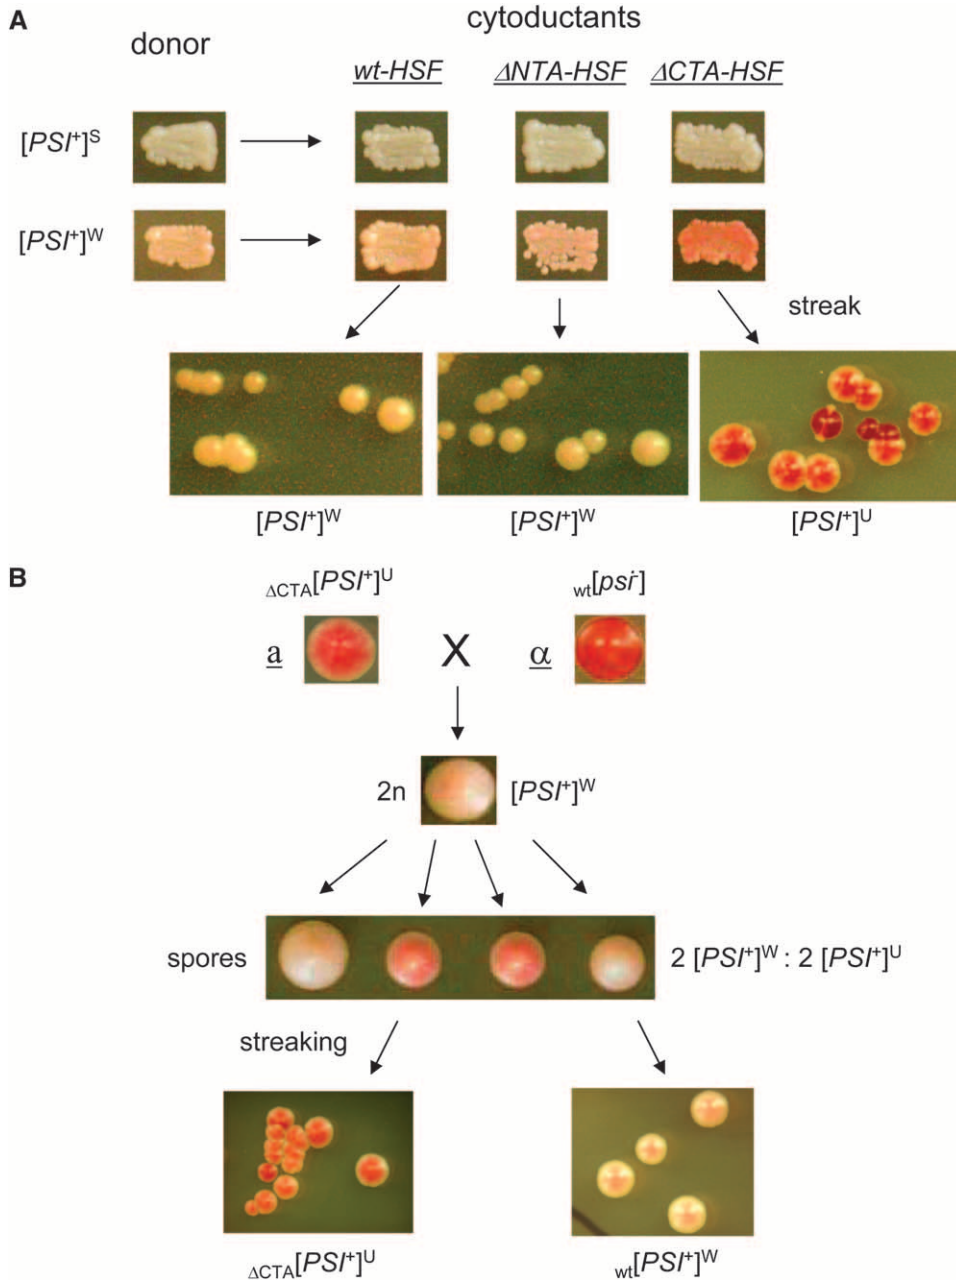 A
cytoductants
donor
wt-HSF ΔNTA-HSF ΔCTA-HSF
[PSI⁺]ˢ
[PSI⁺]ᵂ
streak
[PSI⁺]ᵂ [PSI⁺]ᵂ [PSI⁺]ᵁ
B
ΔCTA[PSI⁺]ᵁ wt[psi⁻]
a X α
2n [PSI⁺]ᵂ
spores 2 [PSI⁺]ᵂ : 2 [PSI⁺]ᵁ
streaking
ΔCTA[PSI⁺]ᵁ wt[PSI⁺]ᵂ